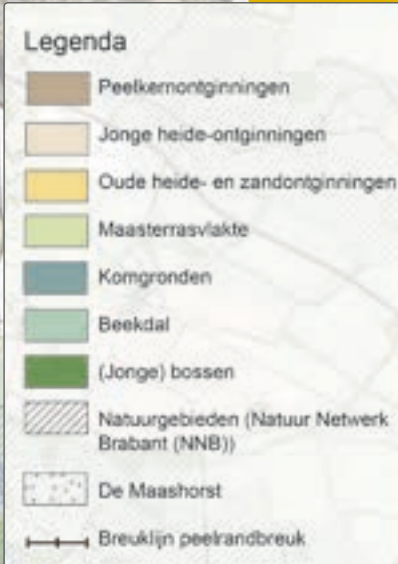 Legenda
Peelkernontginningen
Jonge heide-ontginningen
Oude heide- en zandontginningen
Maasterrasvlakte
Komgronden
Beekdal
(Jonge) bossen
Natuurgebieden (Natuur Netwerk
Brabant (NNB))
De Maashorst
Breuklijn peelrandbreuk